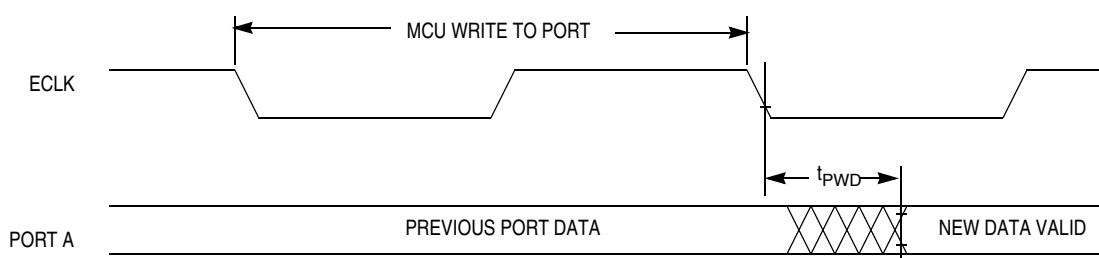 MCU WRITE TO PORT
ECLK
tPWD
PREVIOUS PORT DATA
NEW DATA VALID
PORT A